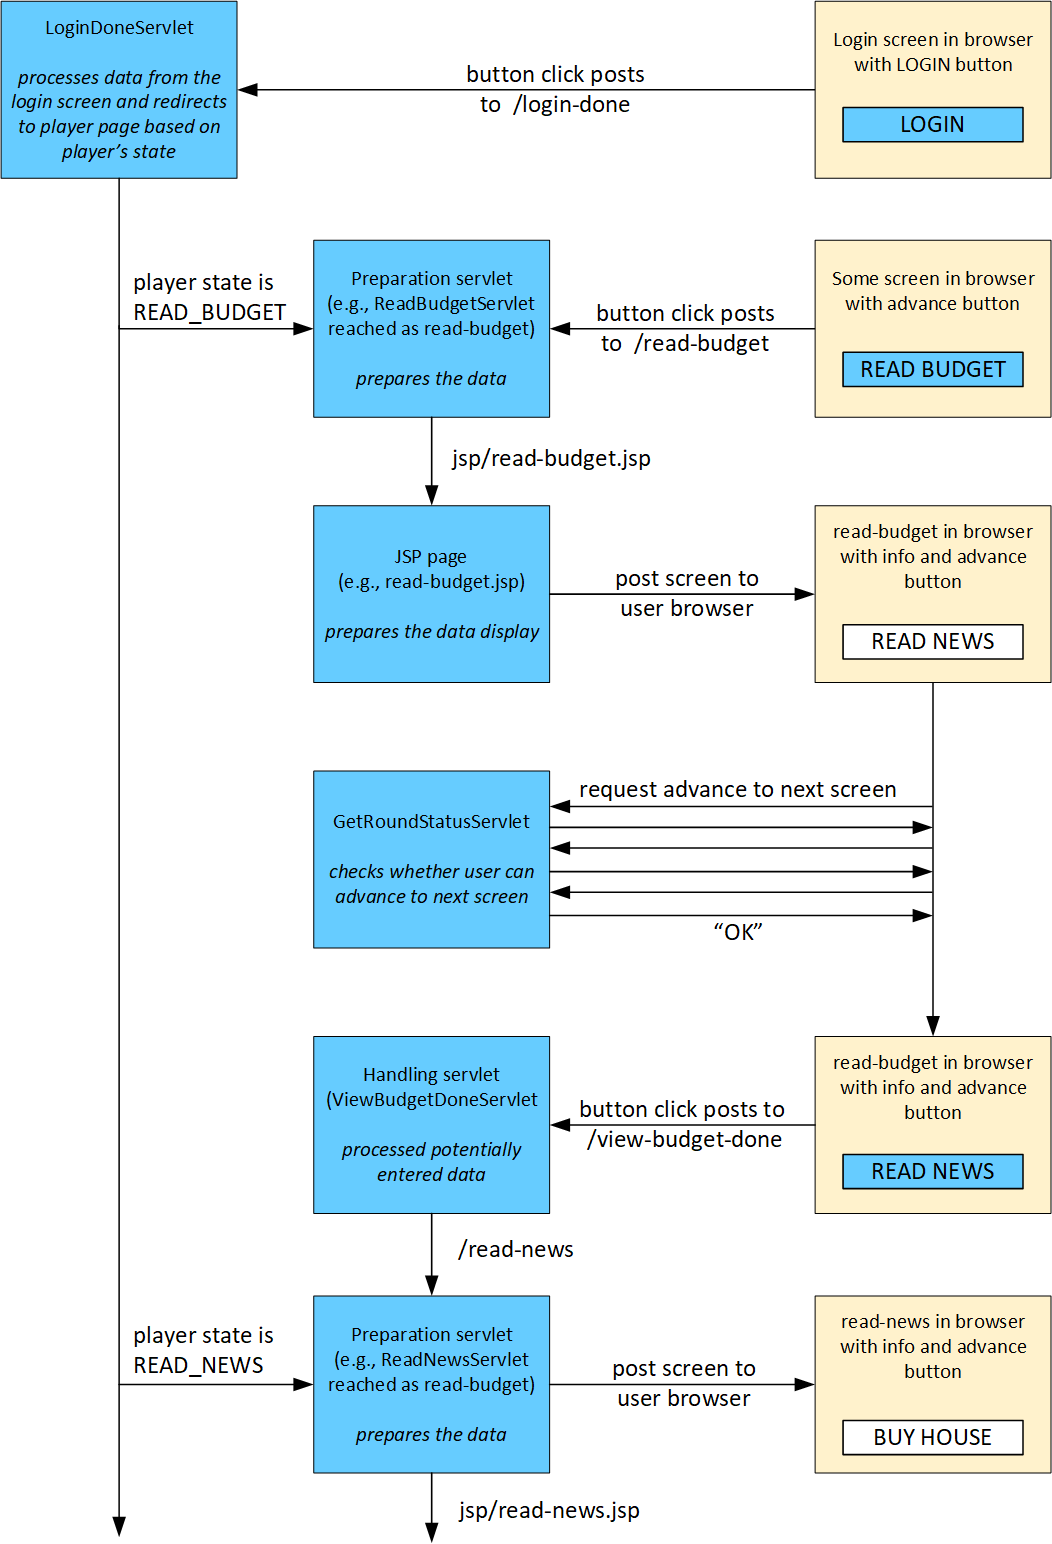 LoginDoneServlet
processes data from the
login screen and redirects
to player page based on
player's state
button click posts
to /login-done
Login screen in browser
with LOGIN button
LOGIN
player state is
READ_BUDGET
Preparation servlet
(e.g., ReadBudgetServlet
reached as read-budget)
prepares the data
button click posts
to /read-budget
Some screen in browser
with advance button
READ BUDGET
jsp/read-budget.jsp
JSP page
(e.g., read-budget.jsp)
prepares the data display
post screen to
user browser
read-budget in browser
with info and advance
button
READ NEWS
GetRoundStatusServlet
checks whether user can
advance to next screen
request advance to next screen
“OK”
Handling servlet
(ViewBudgetDoneServlet
processed potentially
entered data
button click posts to
/view-budget-done
read-budget in browser
with info and advance
button
READ NEWS
/read-news
player state is
READ_NEWS
Preparation servlet
(e.g., ReadNewsServlet
reached as read-budget)
prepares the data
post screen to
user browser
read-news in browser
with info and advance
button
BUY HOUSE
jsp/read-news.jsp